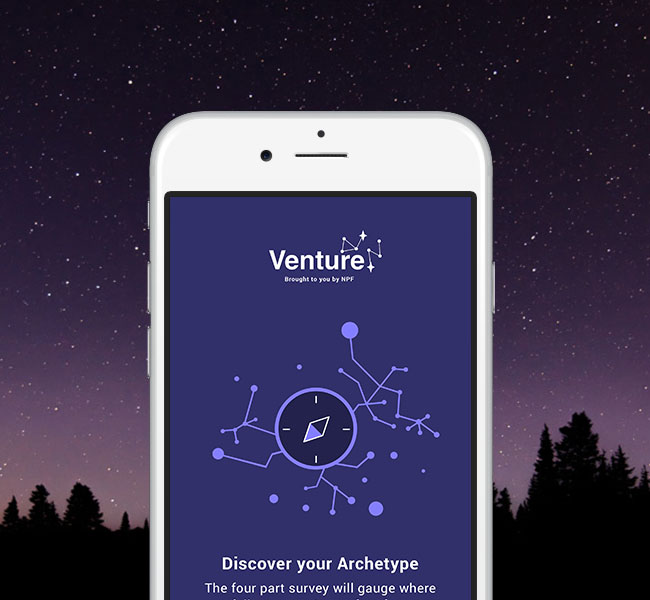 Venture
Brought to you by NPF
Discover your Archetype
The four part survey will gauge where